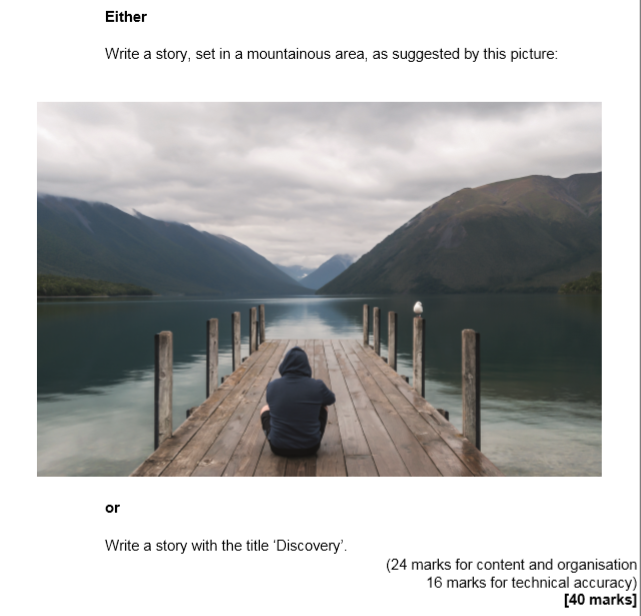 Either
Write a story, set in a mountainous area, as suggested by this picture:
or
Write a story with the title ‘Discovery’.
(24 marks for content and organisation
16 marks for technical accuracy)
[40 marks]